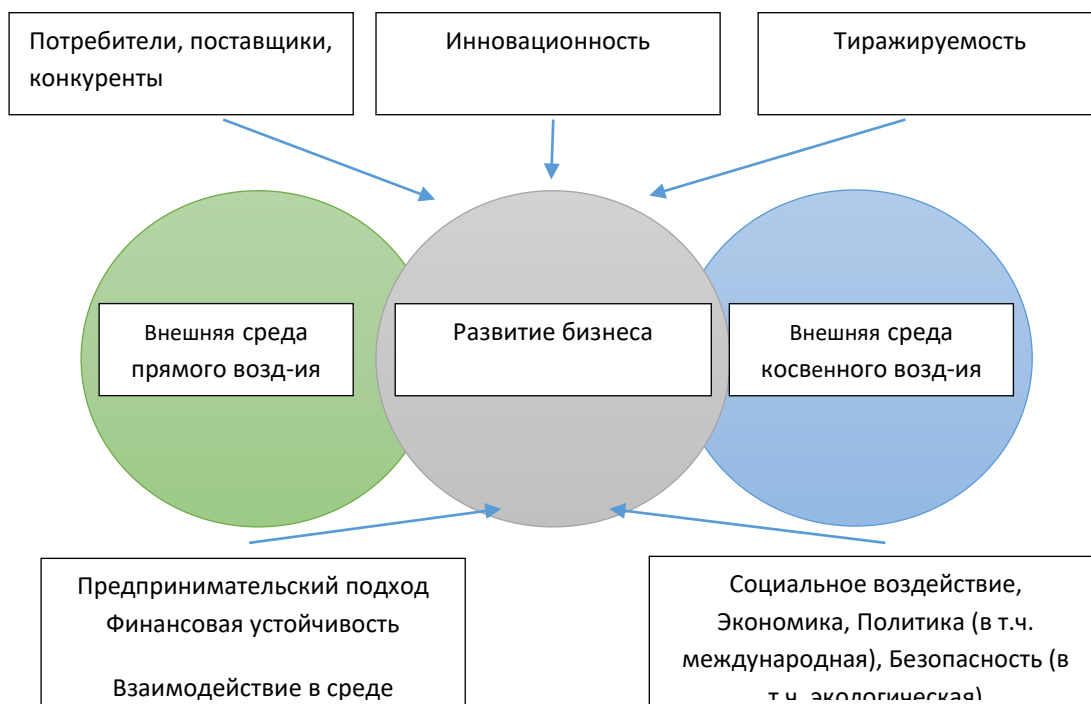 Потребители, поставщики,
конкуренты
Инновационность
Тиражируемость
Внешняя среда
прямого возд-ия
Развитие бизнеса
Внешняя среда
косвенного возд-ия
Предпринимательский подход
Финансовая устойчивость
Взаимодействие в среде
Социальное воздействие,
Экономика, Политика (в т.ч.
международная), Безопасность (в
т.ч. экологическая)